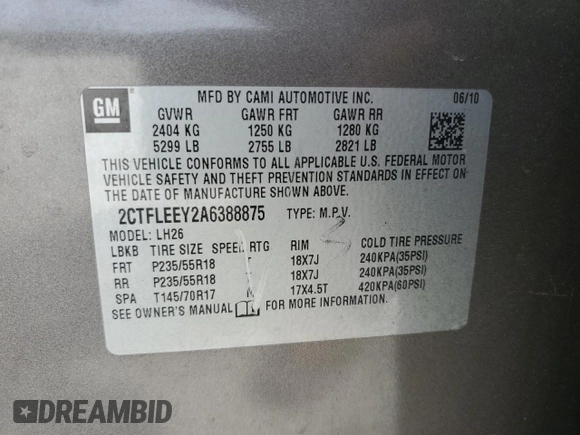 GM
MFD BY CAMI AUTOMOTIVE INC. 06/10
GVWR GAWR FRT GAWR RR
2404 KG 1250 KG 1280 KG
5299 LB 2755 LB 2821 LB
THIS VEHICLE CONFORMS TO ALL APPLICABLE U.S. FEDERAL MOTOR
VEHICLE SAFETY AND THEFT PREVENTION STANDARDS IN EFFECT ON
THE DATE OF MANUFACTURE SHOWN ABOVE.
2CTFLEEY2A6388875 TYPE: M.P.V.
MODEL: LH26
LBKB TIRE SIZE SPEED RTG RIM COLD TIRE PRESSURE
FRT P235/55R18 18X7J 240KPA(35PSI)
RR P235/55R18 18X7J 240KPA(35PSI)
SPA T145/70R17 17X4.5T 420KPA(60PSI)
SEE OWNER'S MANUAL FOR MORE INFORMATION.
DREAMBID